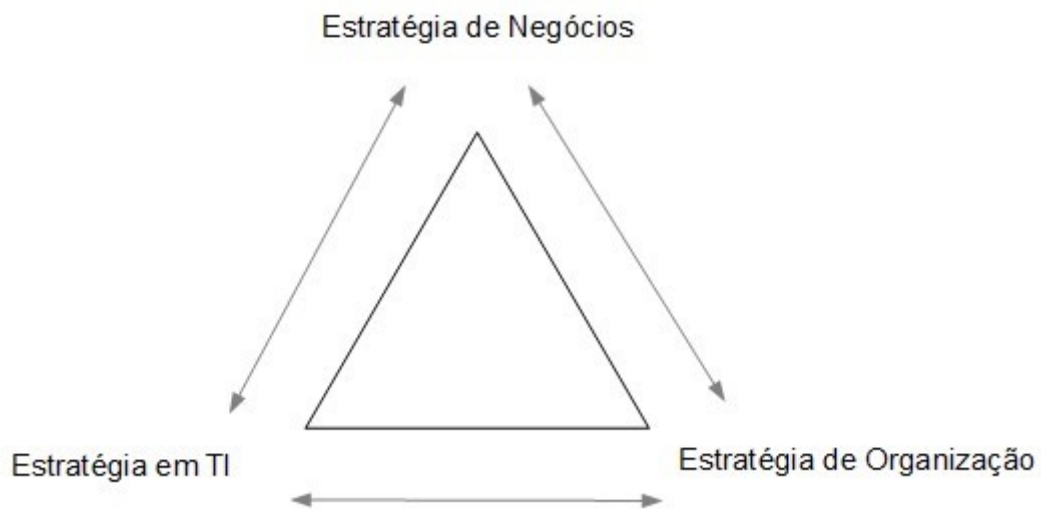 Estratégia de Negócios
Estratégia em TI
Estratégia de Organização